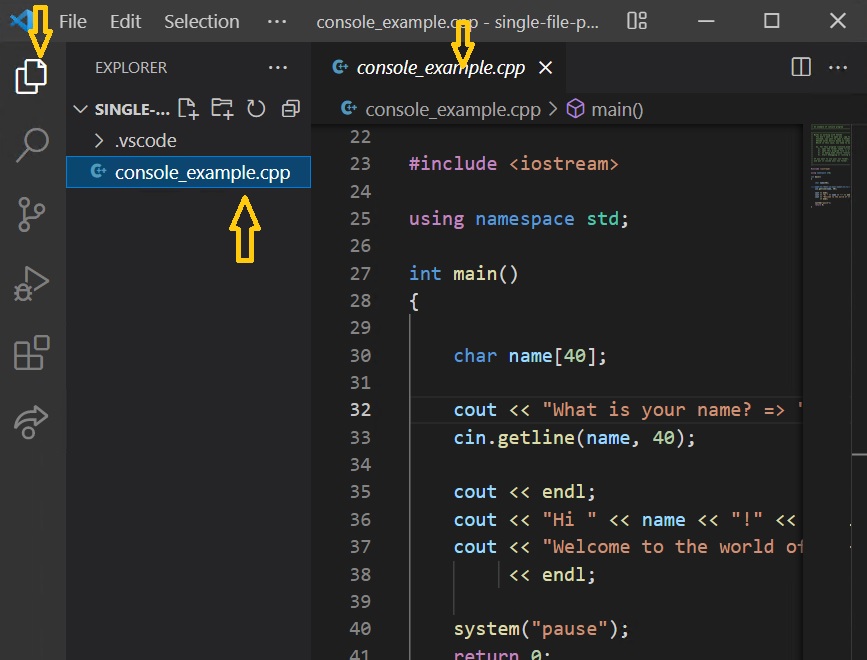 File Edit Selection ··· console_example.cpp - single-file-p...
EXPLORER ···
SINGLE-...
.vscode
console_example.cpp
console_example.cpp
console_example.cpp > main()
22
23 #include <iostream>
24
25 using namespace std;
26
27 int main()
28 {
29
30 char name[40];
31
32 cout << "What is your name? => "
33 cin.getline(name, 40);
34
35 cout << endl;
36 cout << "Hi " << name << "!" <<
37 cout << "Welcome to the world of
38 << endl;
39
40 system("pause");
41 return 0;